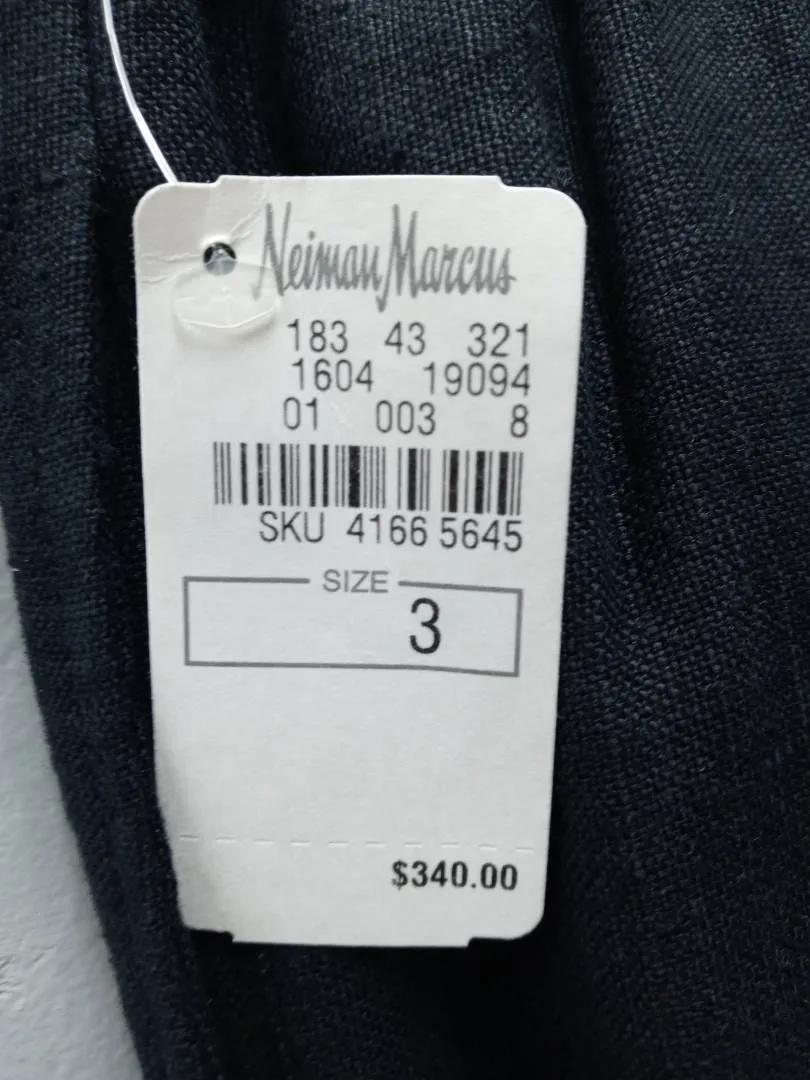 Neiman Marcus
183 43 321
1604 19094
01 003 8
SKU 4166 5645
SIZE
3
$340.00